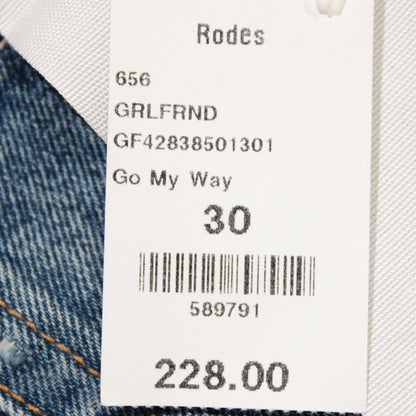 Rodes
656
GRLFRND
GF42838501301
Go My Way
30
589791
228.00